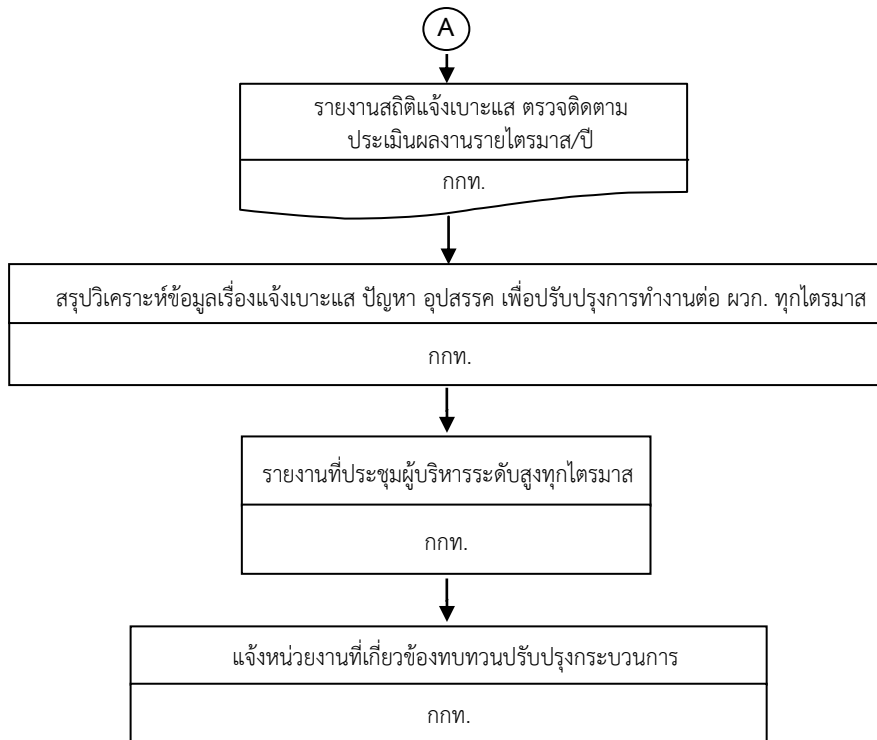 A
รายงานสถิติแจ้งเบาะแส ตรวจติดตาม
ประเมินผลงานรายไตรมาส/ปี
กกท.
สรุปวิเคราะห์ข้อมูลเรื่องแจ้งเบาะแส ปัญหา อุปสรรค เพื่อปรับปรุงการทำงานต่อ ผวก. ทุกไตรมาส
กกท.
รายงานที่ประชุมผู้บริหารระดับสูงทุกไตรมาส
กกท.
แจ้งหน่วยงานที่เกี่ยวข้องทบทวนปรับปรุงกระบวนการ
กกท.